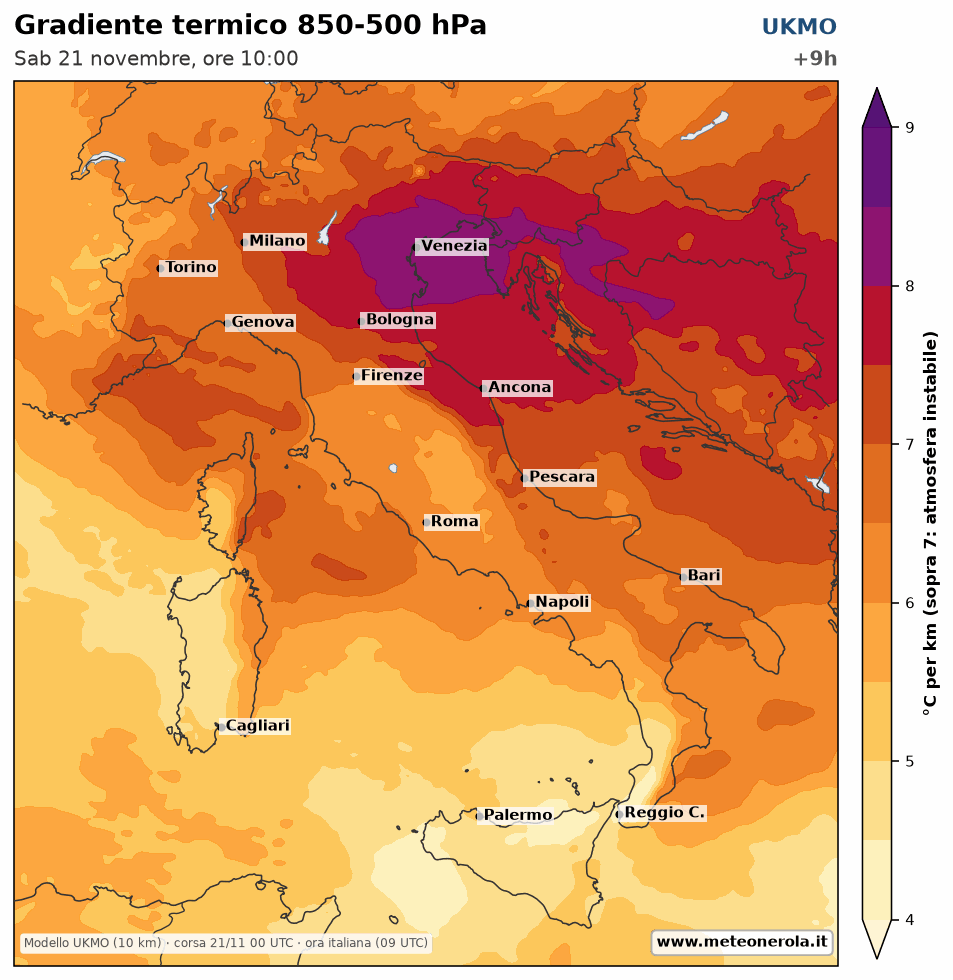 Gradiente termico 850-500 hPa
UKMO
Sab 21 novembre, ore 10:00
+9h
9
Venezia
Milano
Torino
8
Genova
Bologna
Firenze
Ancona
7
Pescara
Roma
Bari
Napoli
6
°C per km (sopra 7: atmosfera instabile)
Cagliari
5
Palermo
Reggio C.
4
Modello UKMO (10 km) · corsa 21/11 00 UTC · ora italiana (09 UTC)
www.meteonerola.it